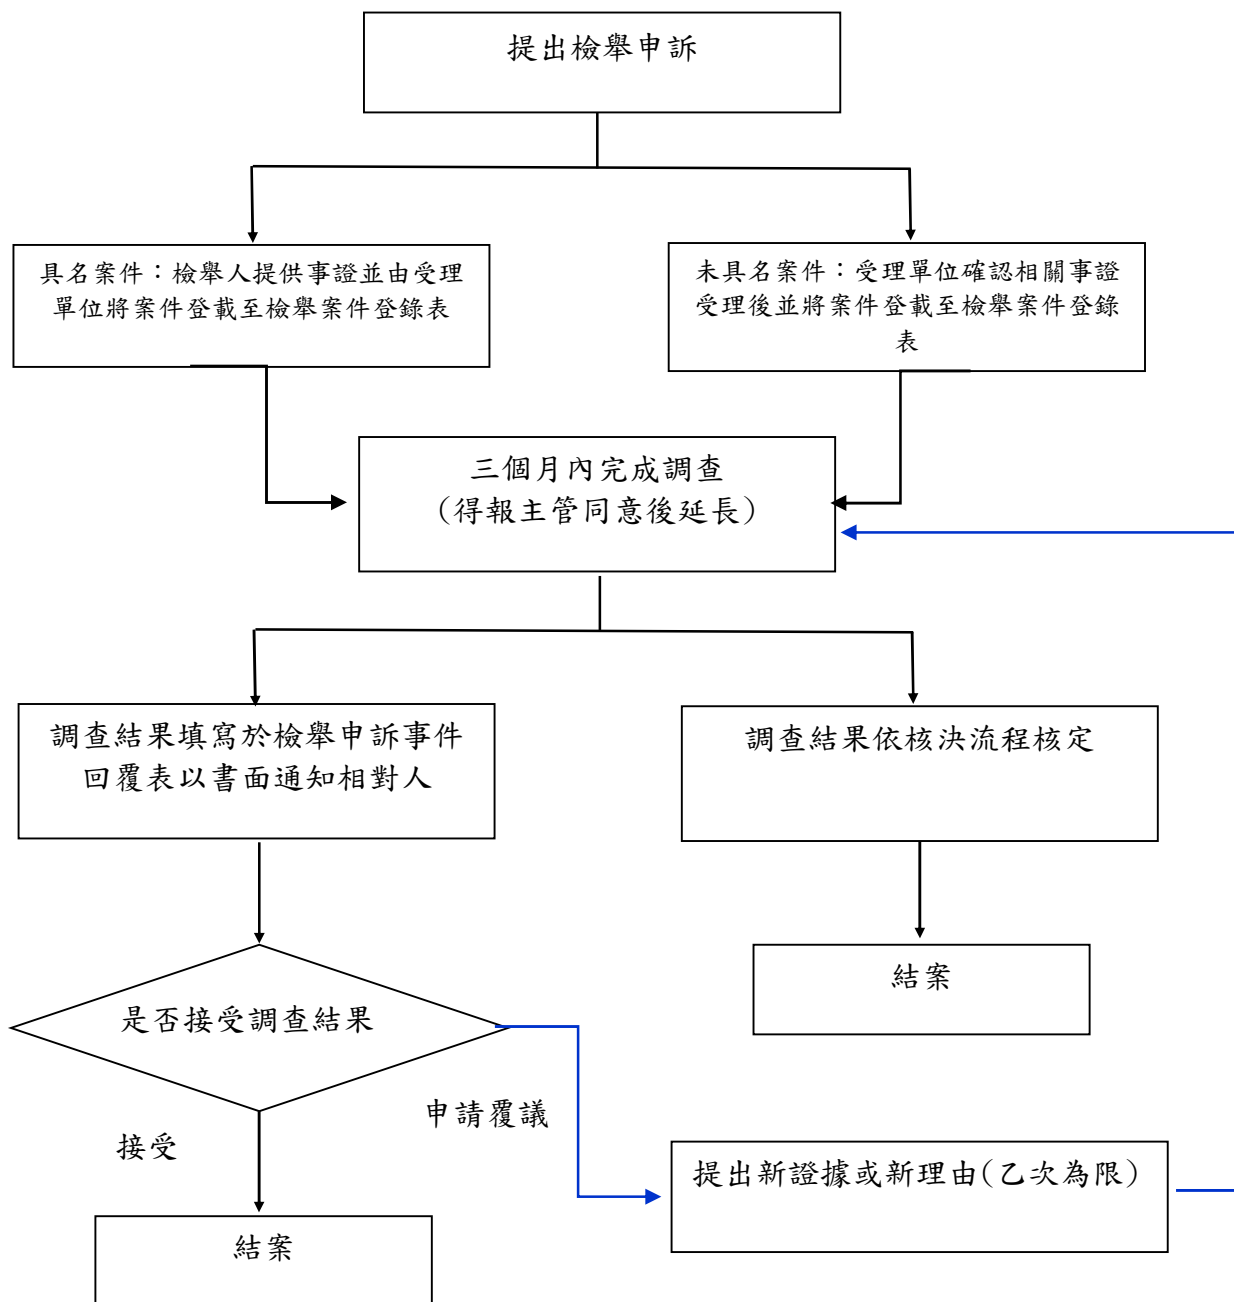 提出檢舉申訴
具名案件：檢舉人提供事證並由受理
單位將案件登載至檢舉案件登錄表
未具名案件：受理單位確認相關事證
受理後並將案件登載至檢舉案件登錄
表
三個月內完成調查
(得報主管同意後延長)
調查結果填寫於檢舉申訴事件
回覆表以書面通知相對人
調查結果依核決流程核定
結案
是否接受調查結果
申請覆議
接受
提出新證據或新理由(乙次為限)
結案